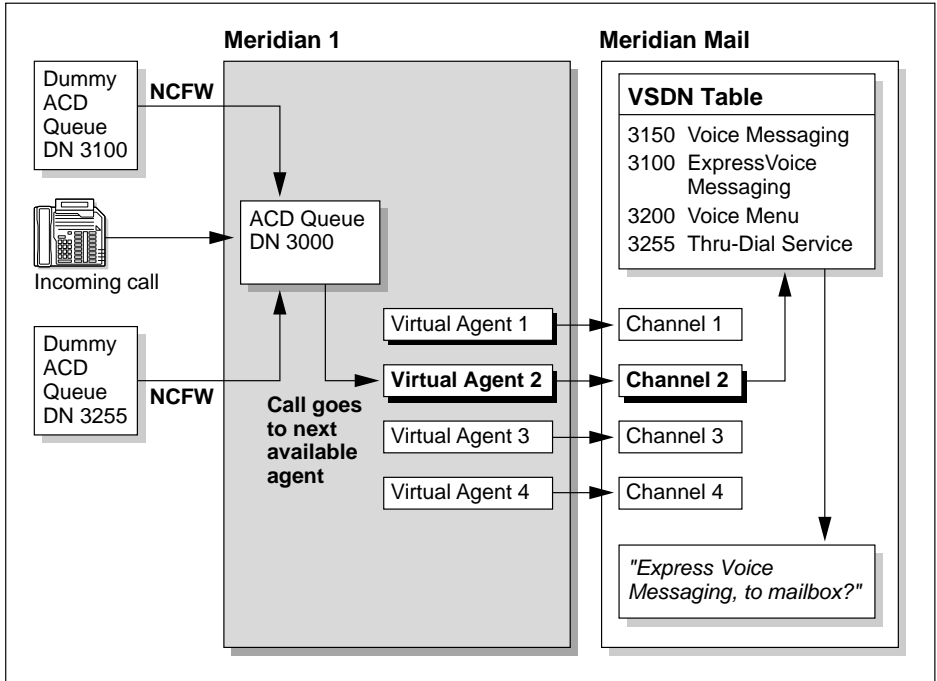 Meridian 1
Meridian Mail
Dummy
ACD
Queue
DN 3100
NCFW
Incoming call
Dummy
ACD
Queue
DN 3255
NCFW
ACD Queue
DN 3000
Call goes
to next
available
agent
Virtual Agent 1
Virtual Agent 2
Virtual Agent 3
Virtual Agent 4
VSDN Table
3150 Voice Messaging
3100 ExpressVoice
Messaging
3200 Voice Menu
3255 Thru-Dial Service
Channel 1
Channel 2
Channel 3
Channel 4
"Express Voice
Messaging, to mailbox?"